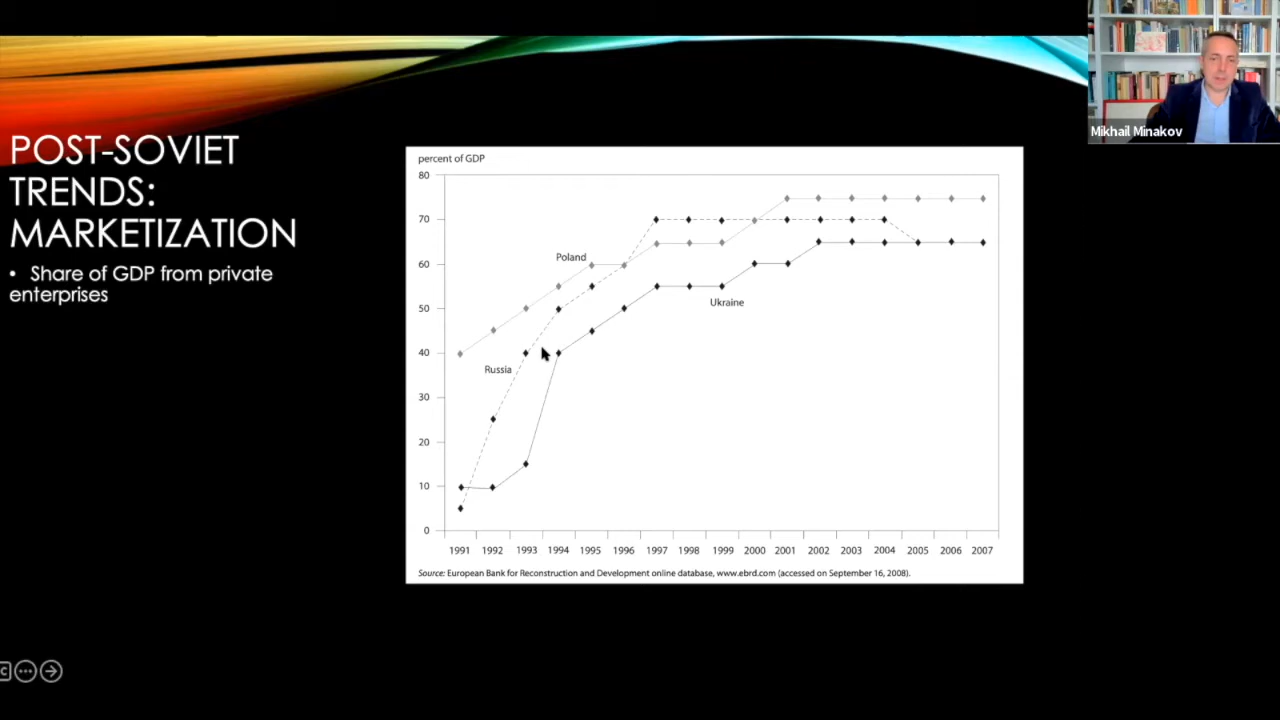 Mikhail Minakov
POST-SOVIET
TRENDS:
MARKETIZATION
• Share of GDP from private
enterprises
percent of GDP
80
70
60
50
40
30
20
10
0
Poland
Russia
Ukraine
1991 1992 1993 1994 1995 1996 1997 1998 1999 2000 2001 2002 2003 2004 2005 2006 2007
Source: European Bank for Reconstruction and Development online database, www.ebrd.com (accessed on September 16, 2008).